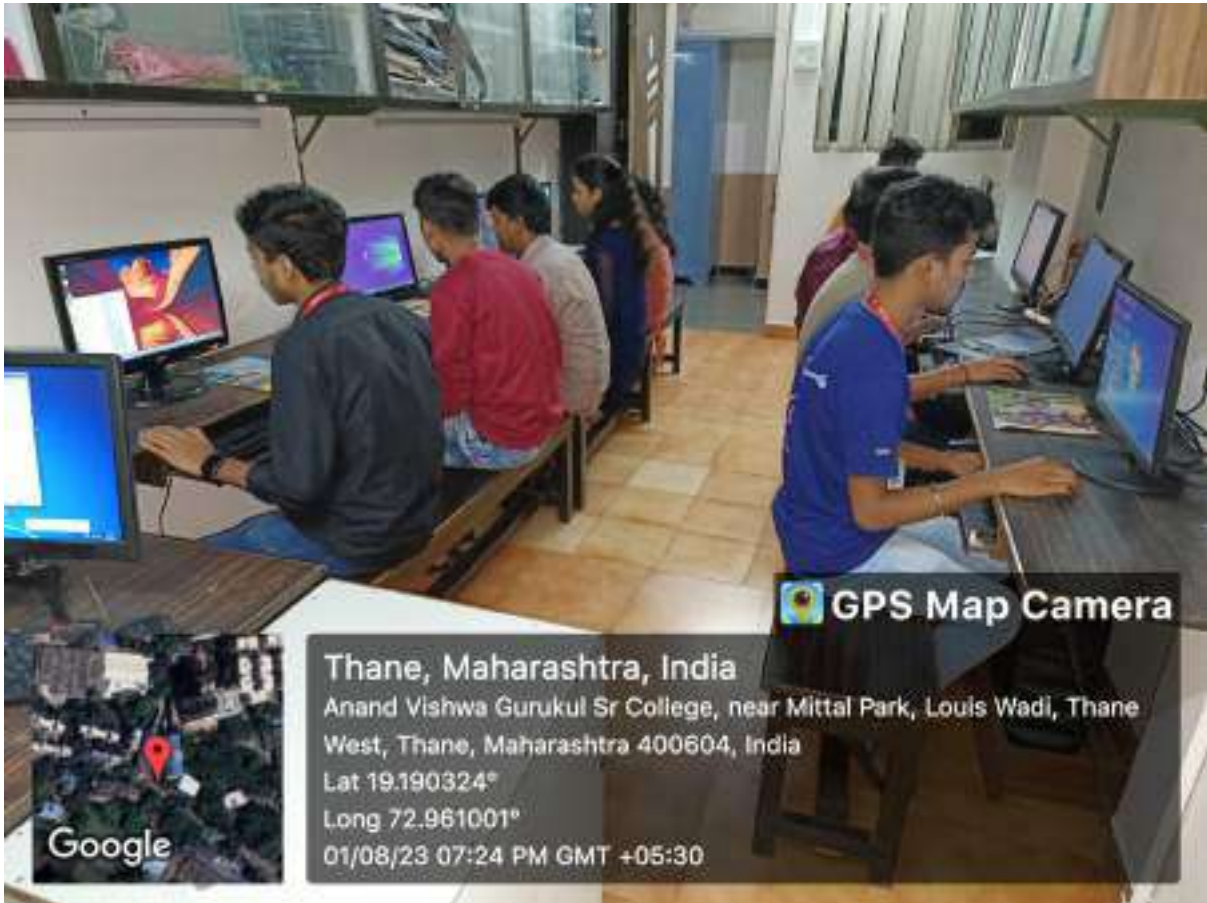 GPS Map Camera
Thane, Maharashtra, India
Anand Vishwa Gurukul Sr College, near Mittal Park, Louis Wadi, Thane
West, Thane, Maharashtra 400604, India
Lat 19.190324°
Long 72.961001°
01/08/23 07:24 PM GMT +05:30
Google